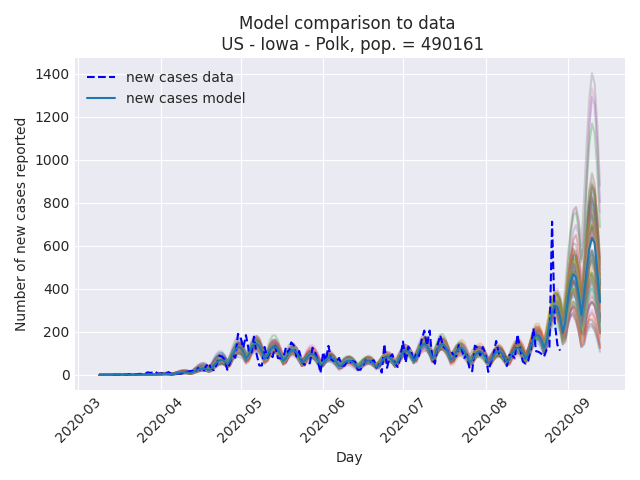 Model comparison to data
US - Iowa - Polk, pop. = 490161
new cases data
new cases model
Number of new cases reported
1400
1200
1000
800
600
400
200
0
2020-03
2020-04
2020-05
2020-06
2020-07
2020-08
2020-09
Day